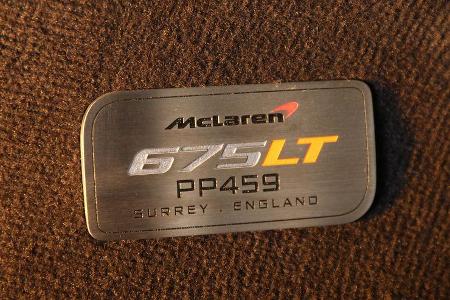 McLaren
675LT
PP459
SURREY . ENGLAND